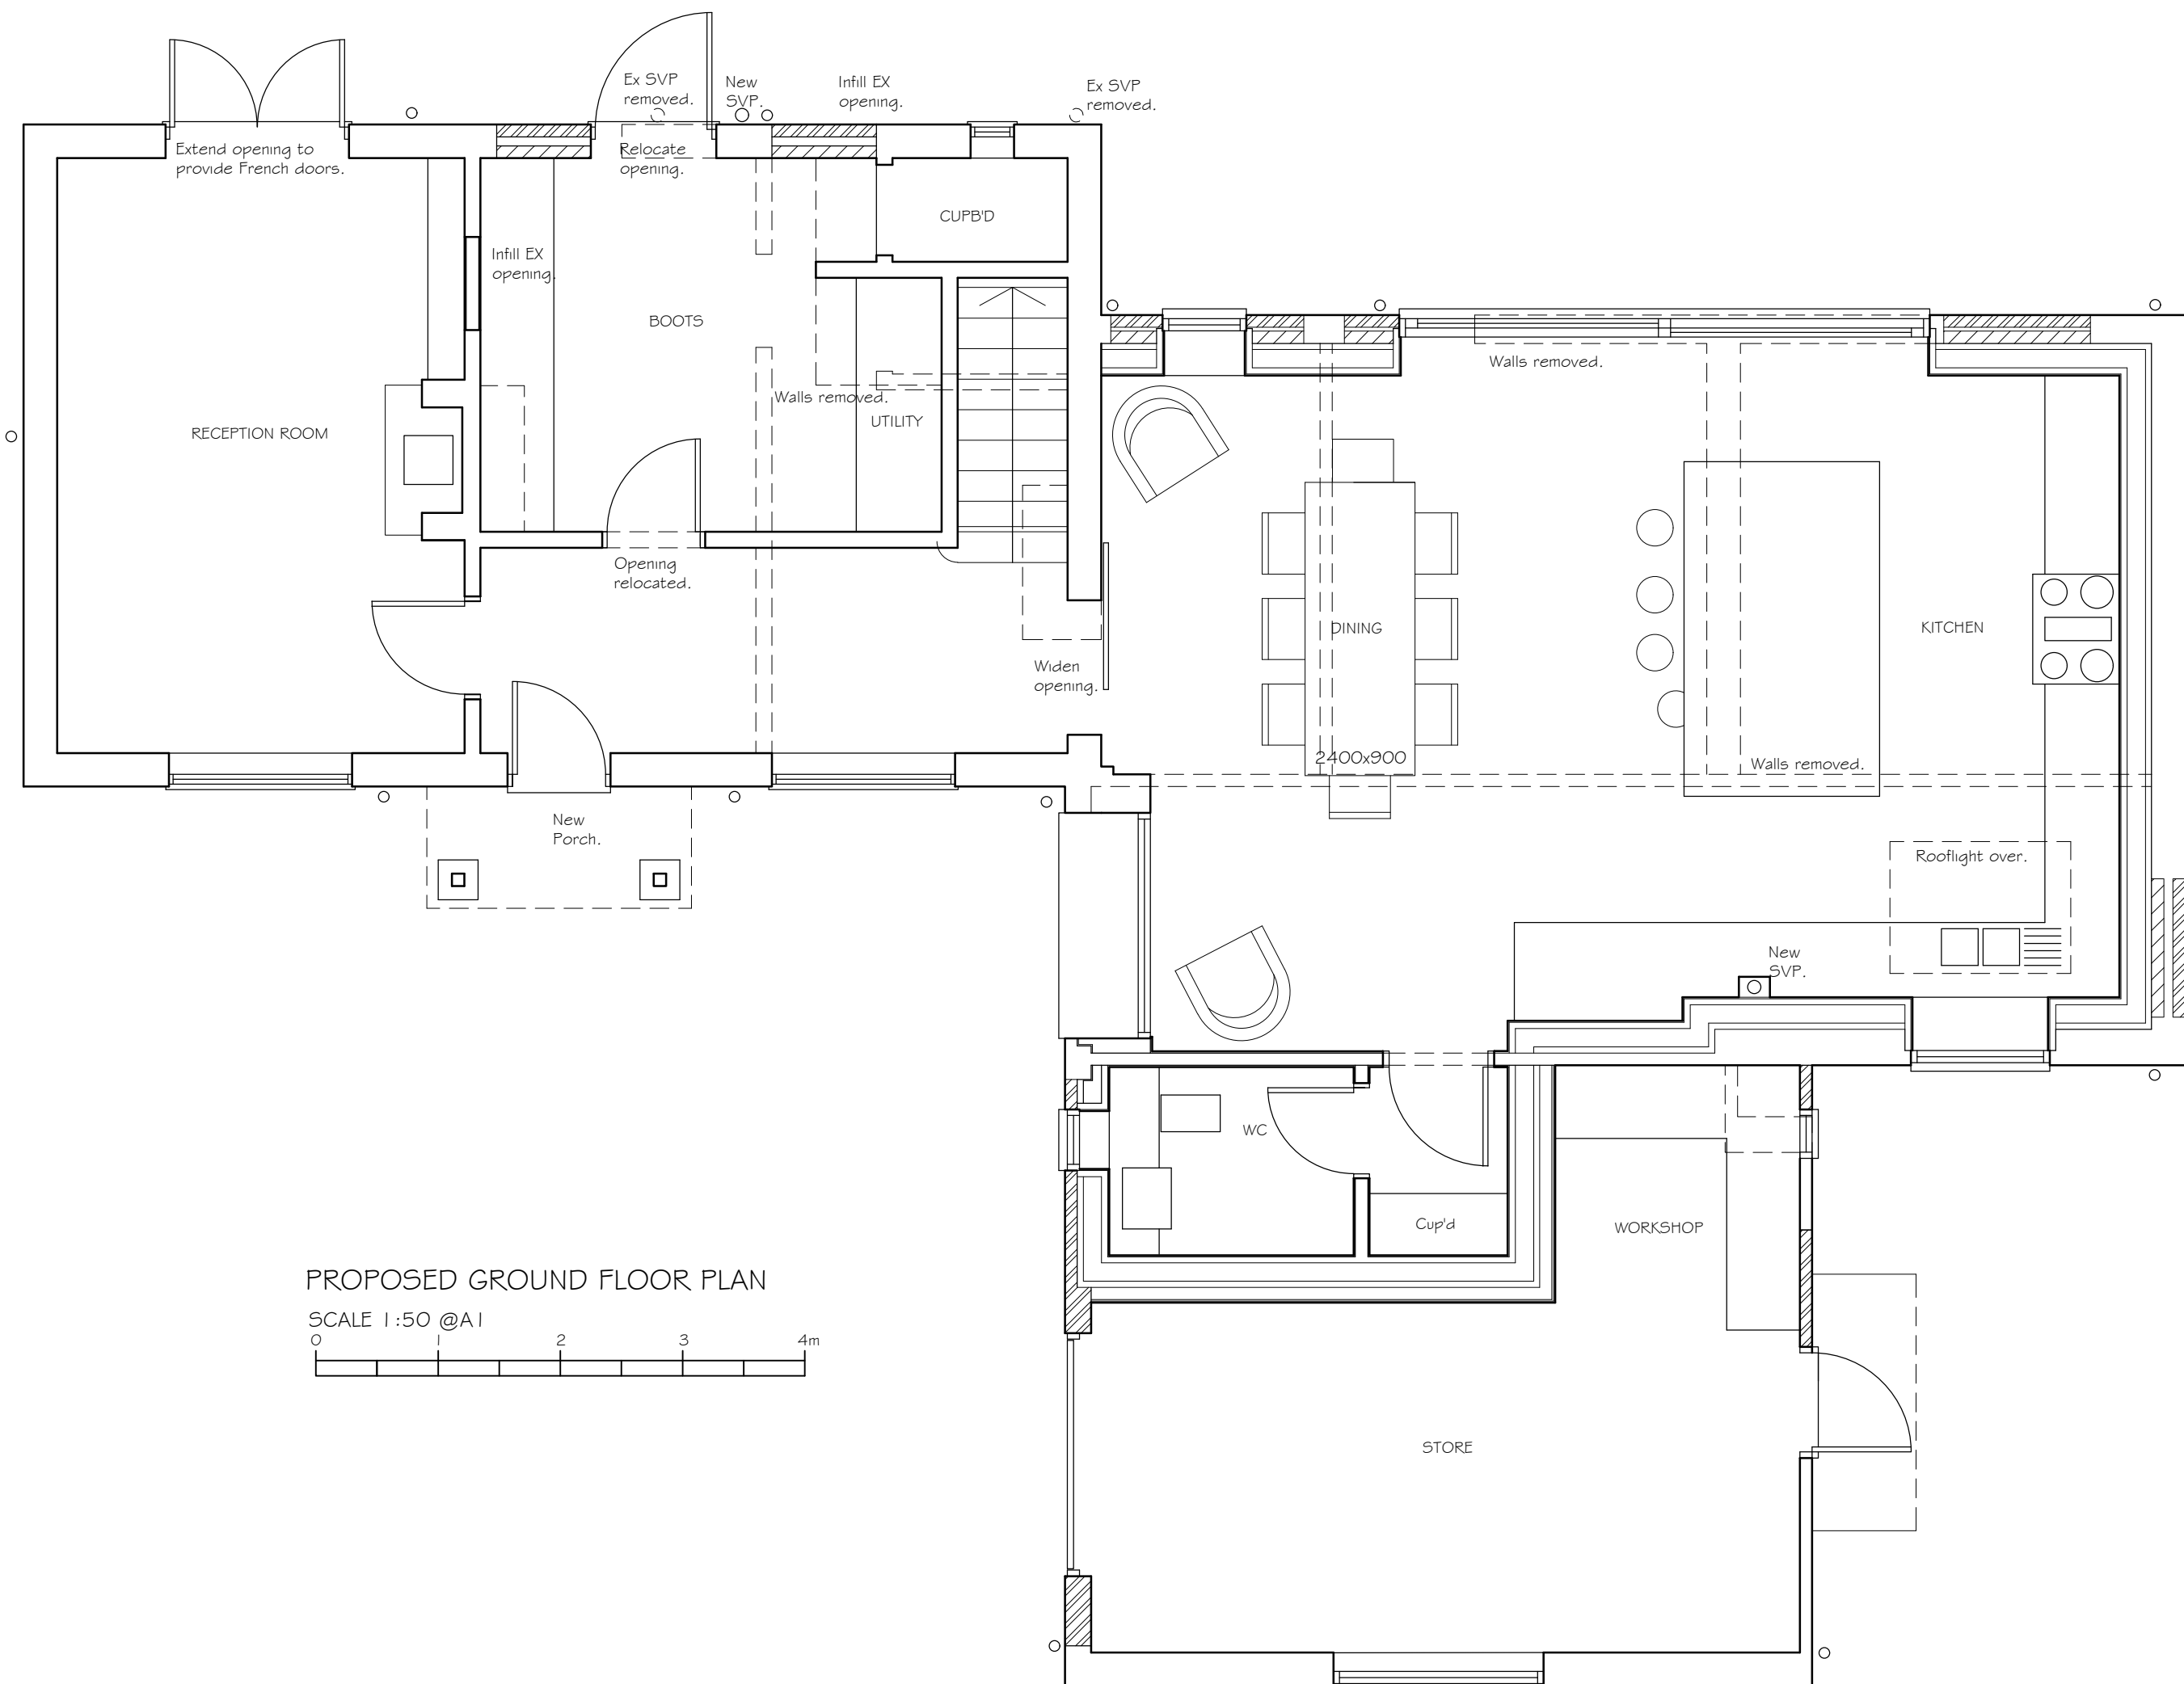 Ex SVP
removed.
New
SVP.
Infill EX
opening.
Ex SVP
removed.
Extend opening to
provide French doors.
Relocate
opening.
CUPB'D
Infill EX
opening.
BOOTS
Walls removed.
Walls removed.
UTILITY
RECEPTION ROOM
Opening
relocated.
DINING
KITCHEN
Widen
opening.
2400x900
Walls removed.
New
Porch.
Rooflight over.
New
SVP.
WC
Cup'd
WORKSHOP
PROPOSED GROUND FLOOR PLAN
SCALE 1:50 @A1
0 1 2 3 4m
STORE